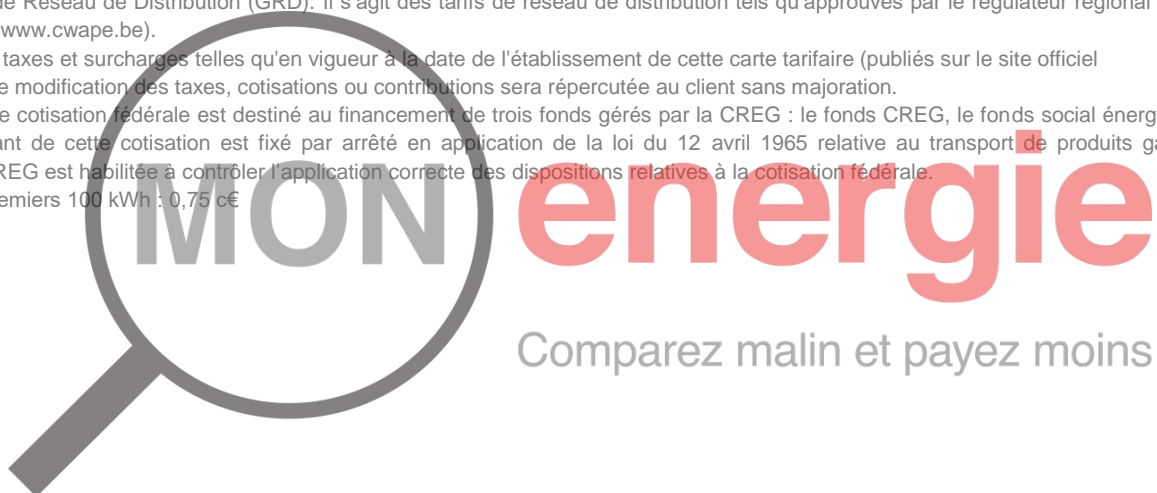 de Réseau de Distribution (GRD). Il s'agit des tarifs de réseau de distribution tels qu'approuvés par le régulateur régional
www.cwape.be).
taxes et surcharges telles qu'en vigueur à la date de l'établissement de cette carte tarifaire (publiés sur le site officiel
e modification des taxes, cotisations ou contributions sera répercutée au client sans majoration.
e cotisation fédérale est destiné au financement de trois fonds gérés par la CREG : le fonds CREG, le fonds social énerg
ant de cette cotisation est fixé par arrêté en application de la loi du 12 avril 1965 relative au transport de produits ga
REG est habilitée à contrôler l'application correcte des dispositions relatives à la cotisation fédérale.
emiers 100 kWh : 0,75 c€
MON energie
Comparez malin et payez moins